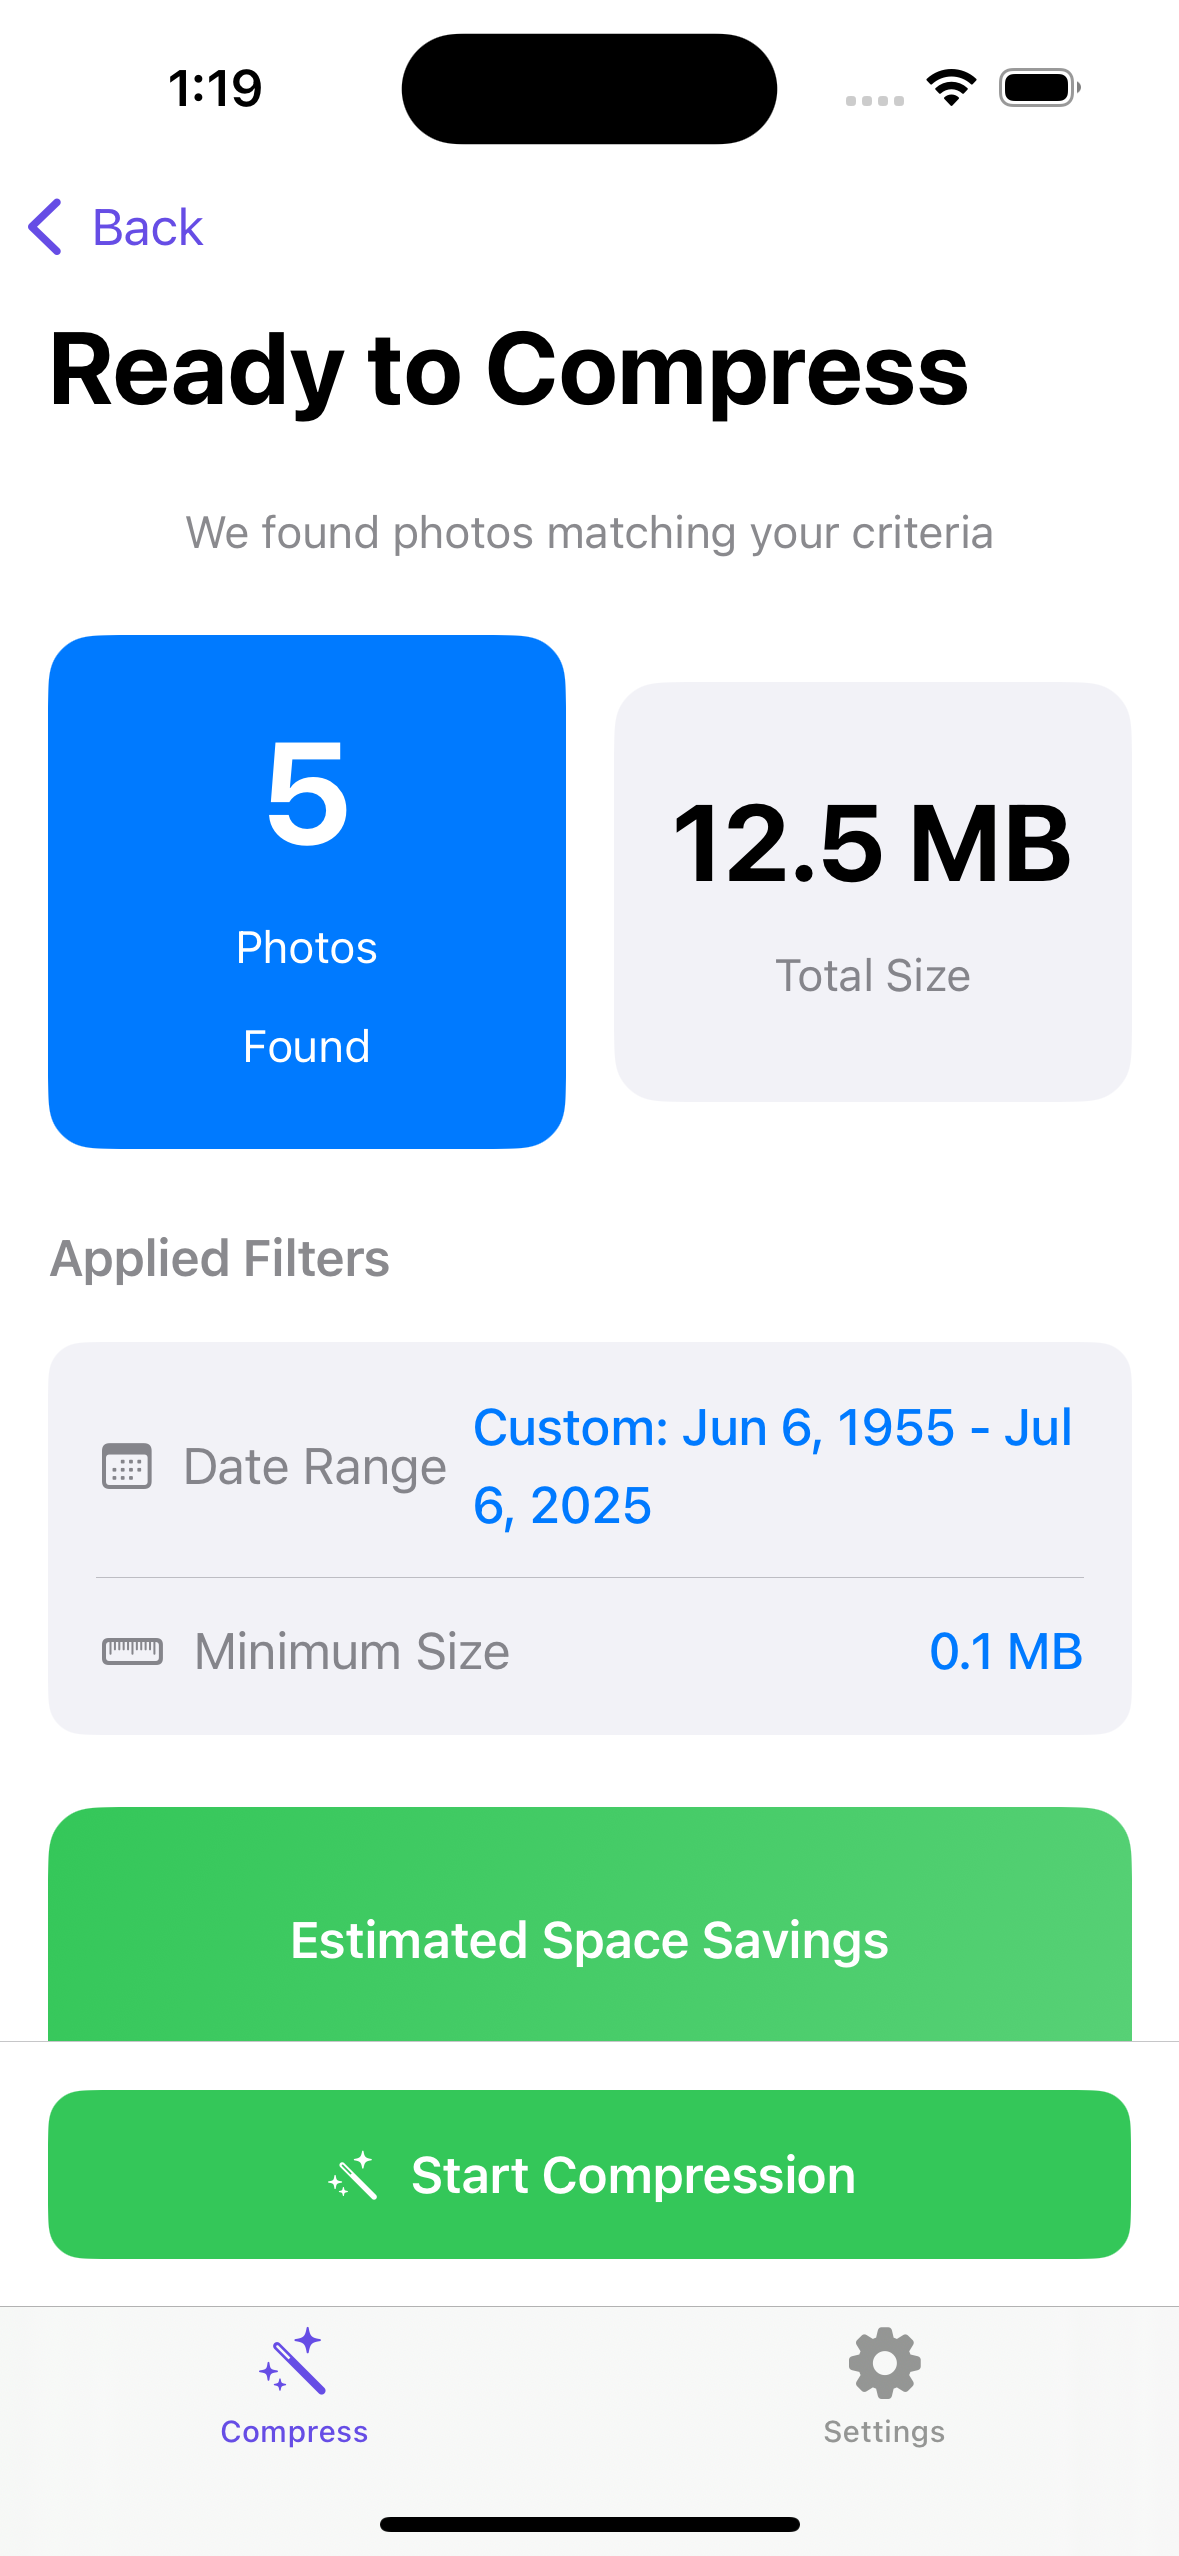 1:19
Back
Ready to Compress
We found photos matching your criteria
5
Photos
Found
12.5 MB
Total Size
Applied Filters
Date Range
Custom: Jun 6, 1955 - Jul
6, 2025
Minimum Size
0.1 MB
Estimated Space Savings
Start Compression
Compress
Settings